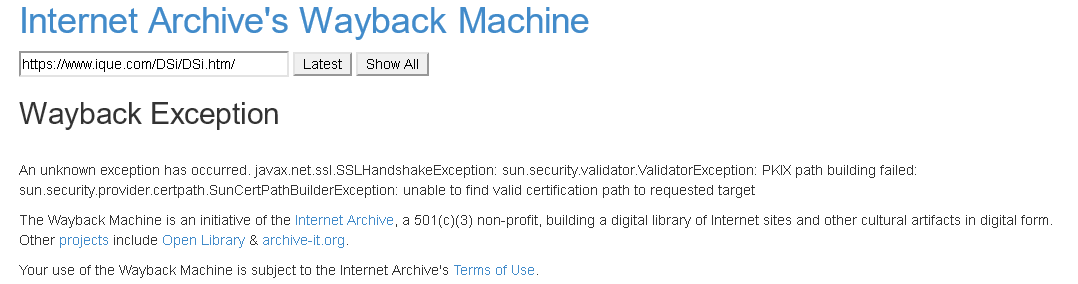 Internet Archive's Wayback Machine
https://www.ique.com/DSi/DSi.htm/ Latest Show All
Wayback Exception
An unknown exception has occurred. javax.net.ssl.SSLHandshakeException: sun.security.validator.ValidatorException: PKIX path building failed:
sun.security.provider.certpath.SunCertPathBuilderException: unable to find valid certification path to requested target
The Wayback Machine is an initiative of the Internet Archive, a 501(c)(3) non-profit, building a digital library of Internet sites and other cultural artifacts in digital form.
Other projects include Open Library & archive-it.org.
Your use of the Wayback Machine is subject to the Internet Archive's Terms of Use.